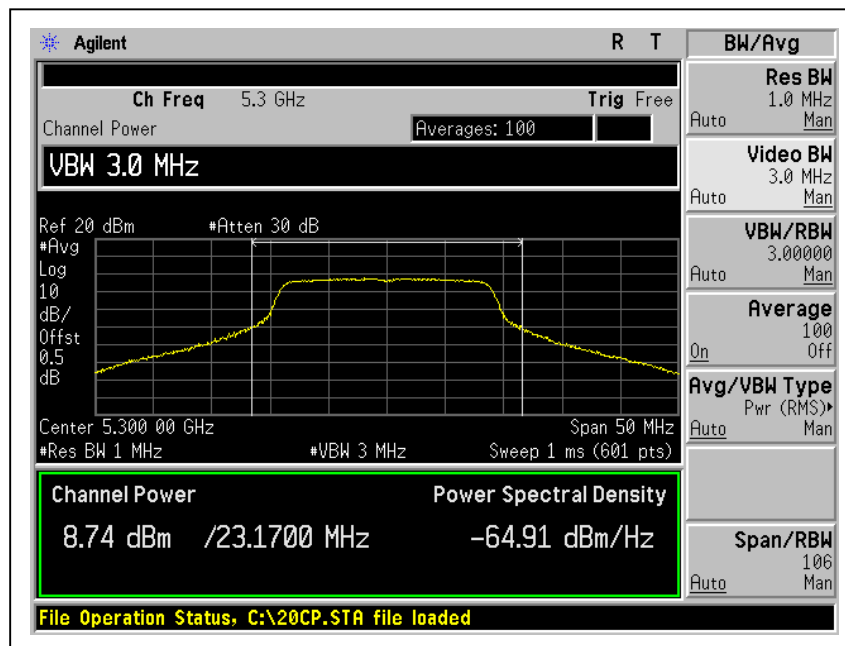 Agilent R T
BW/Avg
Ch Freq 5.3 GHz Trig Free
Channel Power Averages: 100
VBW 3.0 MHz
Ref 20 dBm #Atten 30 dB
#Avg
Log
10
dB/
Offst
0.5
dB
Center 5.300 00 GHz Span 50 MHz
#Res BW 1 MHz #VBW 3 MHz Sweep 1 ms (601 pts)
Channel Power Power Spectral Density
8.74 dBm /23.1700 MHz -64.91 dBm/Hz
File Operation Status, C:\20CP.STA file loaded
Res BW
1.0 MHz
Auto Man
Video BW
3.0 MHz
Auto Man
VBW/RBW
3.00000
Auto Man
Average
100
On Off
Avg/VBW Type
Pwr (RMS)▸
Auto Man
Span/RBW
106
Auto Man